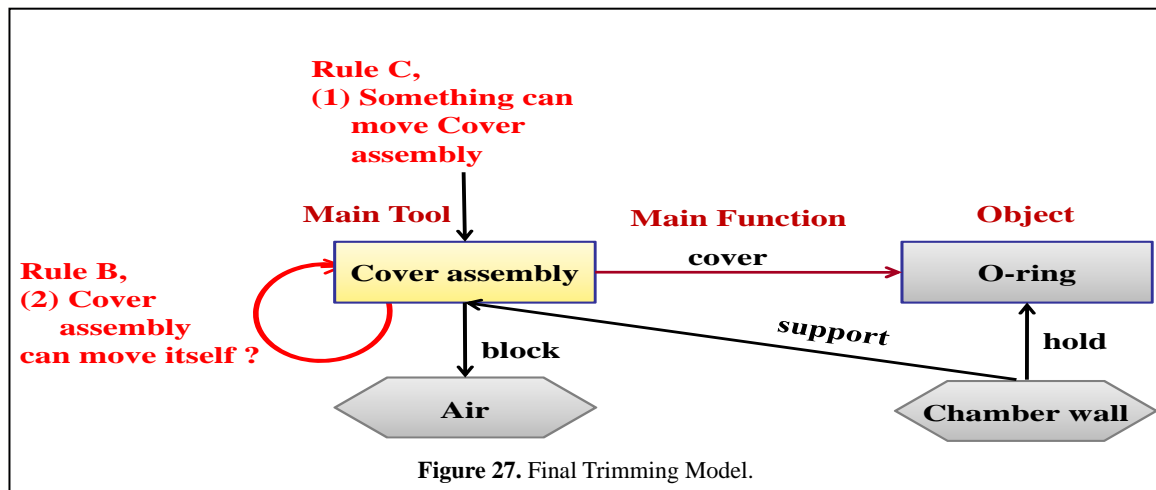 Rule C,
(1) Something can
move Cover
assembly
Main Tool
Main Function
Object
Rule B,
(2) Cover
assembly
can move itself ?
Cover assembly
cover
O-ring
block
support
hold
Air
Chamber wall
Figure 27. Final Trimming Model.